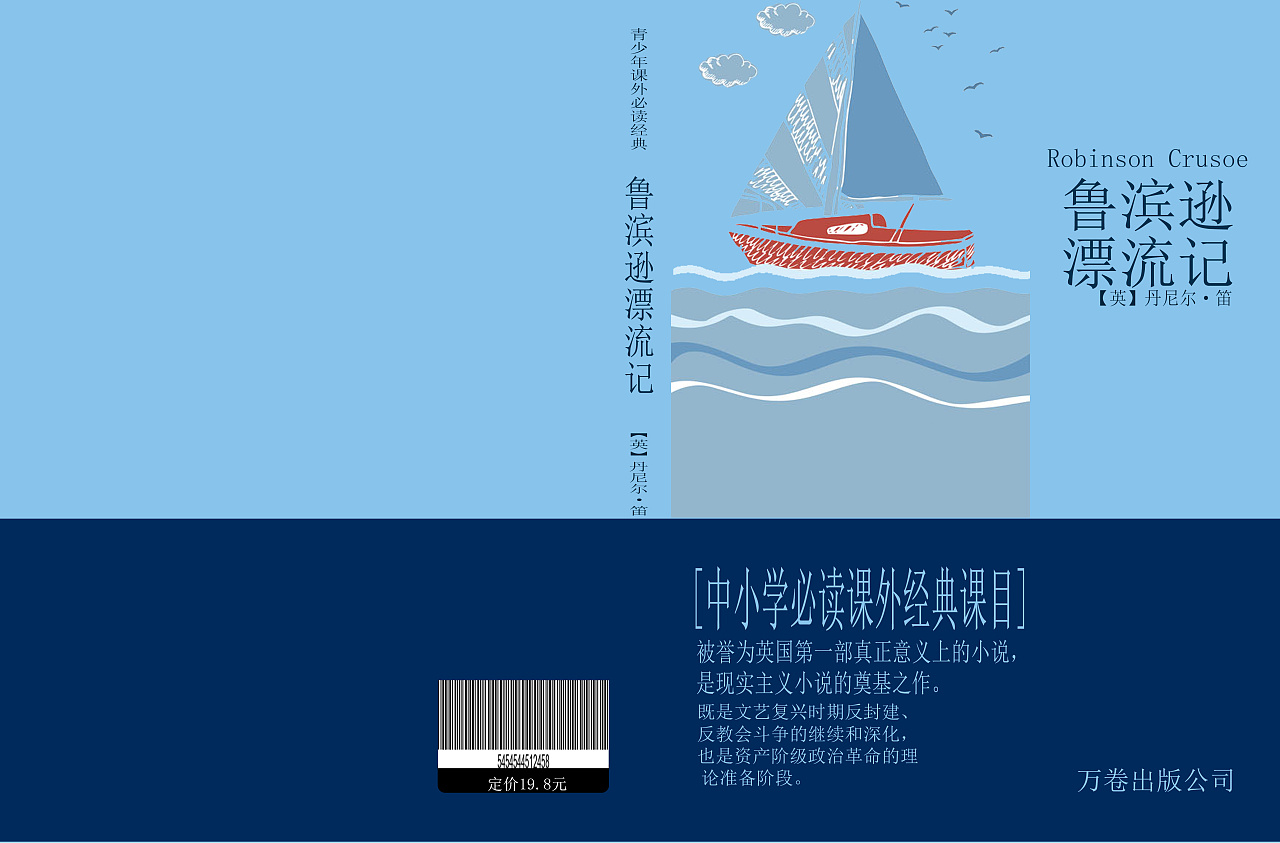 青少年课外必读经典
鲁滨逊漂流记
【英】丹尼尔·笛
Robinson Crusoe
鲁滨逊
漂流记
【英】丹尼尔·笛
[中小学必读课外经典课目]
被誉为英国第一部真正意义上的小说，
是现实主义小说的奠基之作。
既是文艺复兴时期反封建、
反教会斗争的继续和深化，
也是资产阶级政治革命的理
论准备阶段。
5454544512458
定价19.8元
万卷出版公司